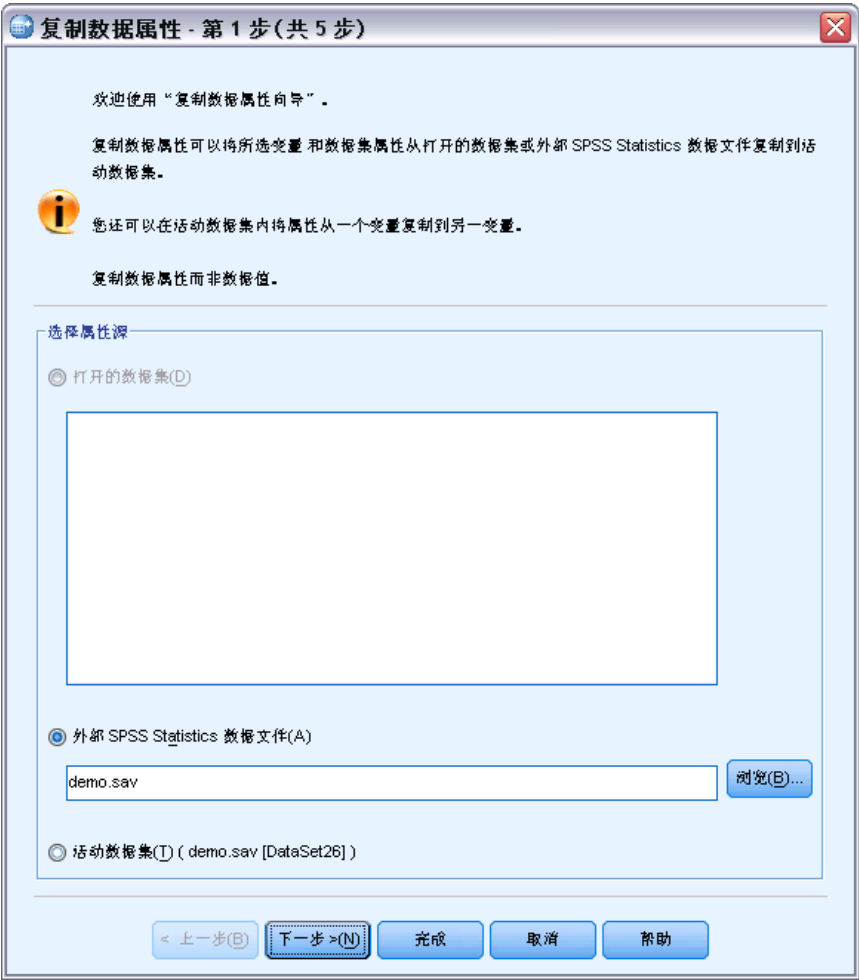 复制数据属性 - 第 1 步(共 5 步)
欢迎使用“复制数据属性向导”。
复制数据属性可以将所选变量 和数据集属性从打开的数据集或外部 SPSS Statistics 数据文件复制到活
动数据集。
您还可以在活动数据集内将属性从一个变量复制到另一变量。
复制数据属性而非数据值。
选择属性源
打开的数据集(D)
外部 SPSS Statistics 数据文件(A)
demo.sav
浏览(B)...
活动数据集(T) ( demo.sav [DataSet26] )
< 上一步(B)
下一步 >(N)
完成
取消
帮助